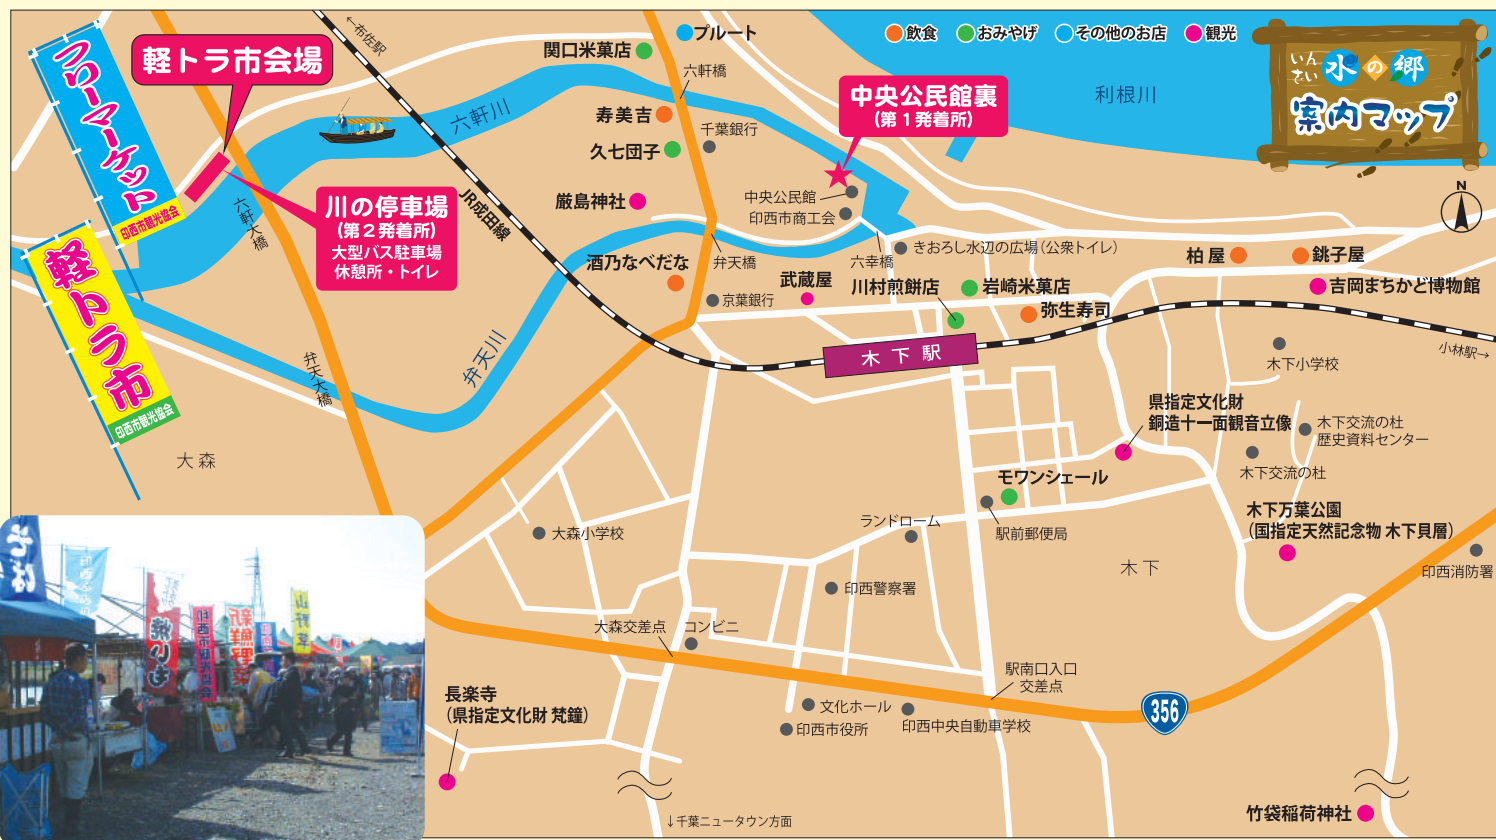 フリーマーケット
印西市観光協会
軽トラ市
印西市観光協会
軽トラ市会場
川の停車場
(第2発着所)
大型バス駐車場
休憩所・トイレ
←布佐駅
関口米菓店
プルート
飲食
おみやげ
その他のお店
観光
いんざい
水の郷
案内マップ
N
六軒橋
六軒川
利根川
中央公民館裏
(第1発着所)
寿美吉
千葉銀行
久七団子
厳島神社
中央公民館
印西市商工会
JR成田線
六軒大橋
きおろし水辺の広場(公衆トイレ)
六幸橋
弁天橋
酒乃なべだな
京葉銀行
武蔵屋
川村煎餅店
岩崎米菓店
弥生寿司
柏屋
銚子屋
吉岡まちかど博物館
木下駅
小林駅→
木下小学校
弁天川
弁天大橋
県指定文化財
銅造十一面観音立像
木下交流の杜
歴史資料センター
木下交流の杜
大森
モワンシェール
駅前郵便局
ランドローム
木下万葉公園
(国指定天然記念物 木下貝層)
印西消防署
木下
大森小学校
印西警察署
大森交差点
コンビニ
駅南口入口
交差点
356
長楽寺
(県指定文化財 梵鐘)
文化ホール
印西市役所
印西中央自動車学校
竹袋稲荷神社
↓千葉ニュータウン方面
そば
焼いも
印西市観光協会
新鮮野菜
山野草